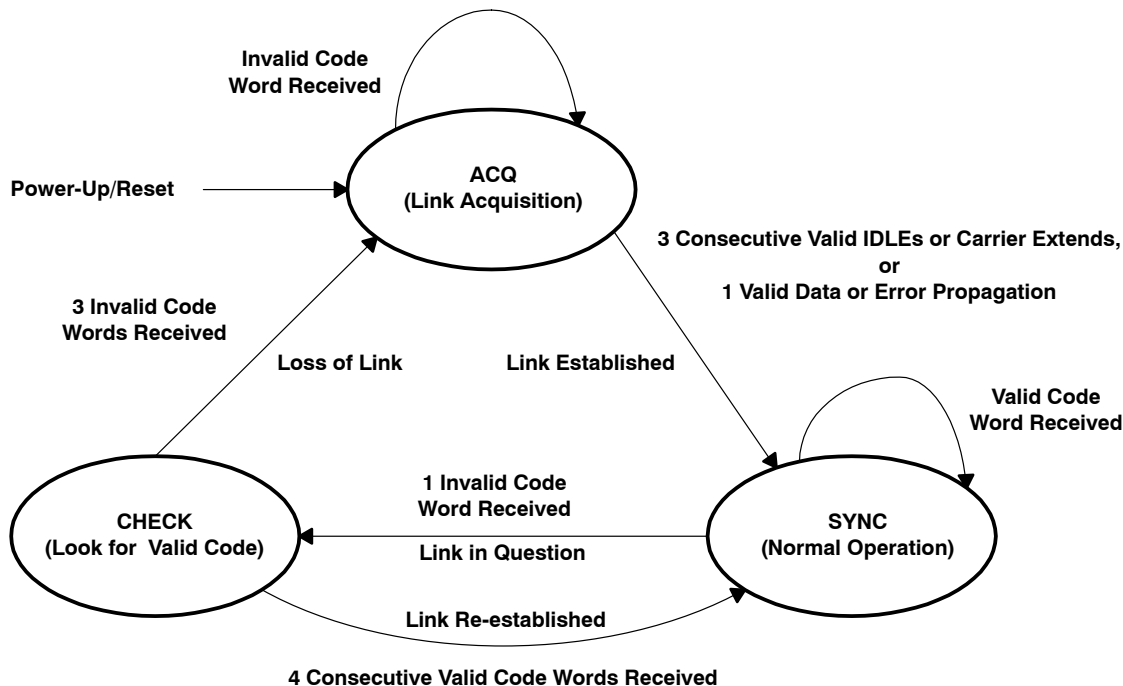 Invalid Code
Word Received
ACQ
(Link Acquisition)
Power-Up/Reset
3 Consecutive Valid IDLEs or Carrier Extends,
or
1 Valid Data or Error Propagation
3 Invalid Code
Words Received
Loss of Link
Link Established
Valid Code
Word Received
1 Invalid Code
Word Received
CHECK
(Look for Valid Code)
SYNC
(Normal Operation)
Link in Question
Link Re-established
4 Consecutive Valid Code Words Received